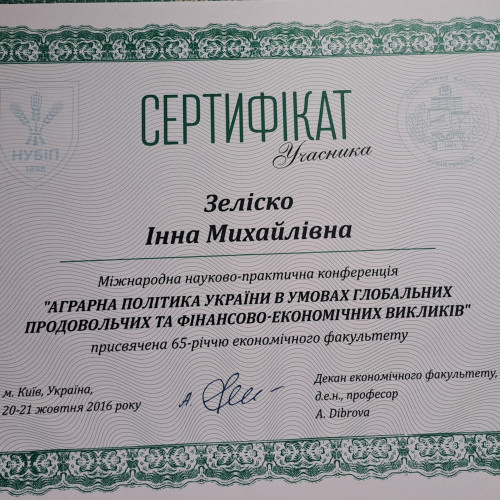 НУБІП
1898
СЕРТИФІКАТ
Учасника
Зеліско
Інна Михайлівна
Міжнародна науково-практична конференція
"АГРАРНА ПОЛІТИКА УКРАЇНИ В УМОВАХ ГЛОБАЛЬНИХ
ПРОДОВОЛЬЧИХ ТА ФІНАНСОВО-ЕКОНОМІЧНИХ ВИКЛИКІВ"
присвячена 65-річчю економічного факультету
м. Київ, Україна,
20-21 жовтня 2016 року
Декан економічного факультету,
д.е.н., професор
A. Dibrova